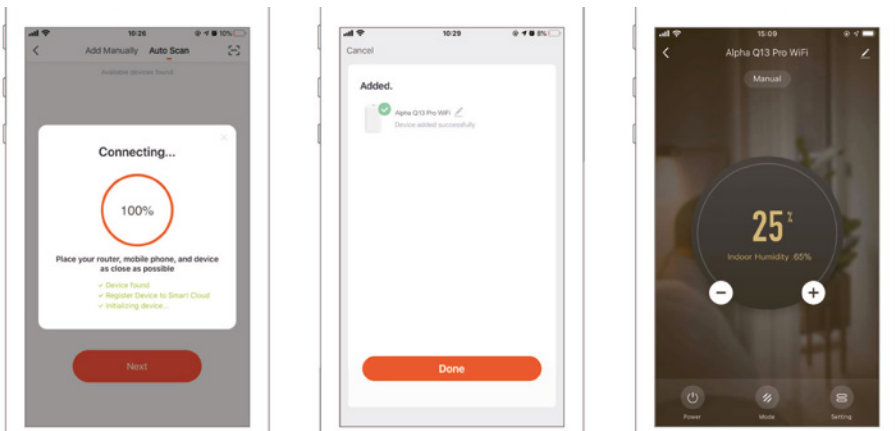 10:26
10%
Add Manually Auto Scan
Available devices found
Connecting...
100%
Place your router, mobile phone, and device
as close as possible
✓ Device found
✓ Register Device to Smart Cloud
✓ Initializing device...
Next
10:29
8%
Cancel
Added.
Alpha Q13 Pro WiFi
Device added successfully
Done
15:09
Alpha Q13 Pro WiFi
Manual
25 %
Indoor Humidity :65%
Power Mode Setting